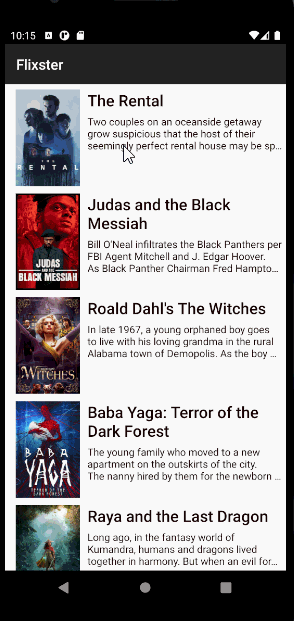 10:15
Flixster
The Rental
Two couples on an oceanside getaway
grow suspicious that the host of their
seemingly perfect rental house may be sp...
THE
RENTAL
Judas and the Black
Messiah
Bill O'Neal infiltrates the Black Panthers per
FBI Agent Mitchell and J. Edgar Hoover.
As Black Panther Chairman Fred Hampto...
JUDAS
AND THE
BLACK MESSIAH
Roald Dahl's The Witches
In late 1967, a young orphaned boy goes
to live with his loving grandma in the rural
Alabama town of Demopolis. As the boy ...
WITCHES
Baba Yaga: Terror of the
Dark Forest
The young family who moved to a new
apartment on the outskirts of the city.
The nanny hired by them for the newborn ...
BABA
YAGA
TERROR OF THE DARK FOREST
Raya and the Last Dragon
Long ago, in the fantasy world of
Kumandra, humans and dragons lived
together in harmony. But when an evil for...